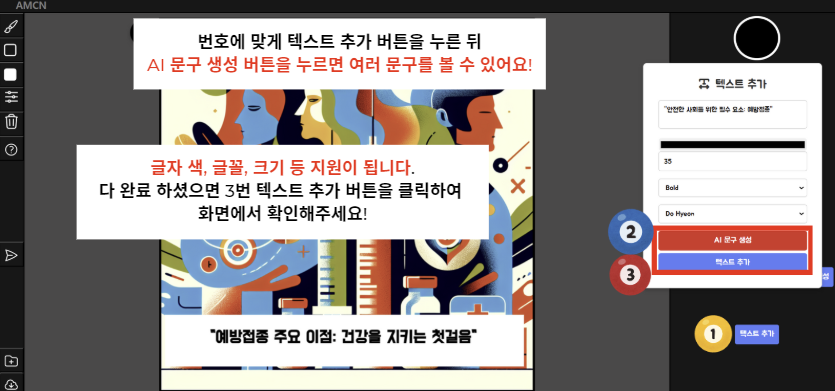 AMCN
번호에 맞게 텍스트 추가 버튼을 누른 뒤
AI 문구 생성 버튼을 누르면 여러 문구를 볼 수 있어요!
글자 색, 글꼴, 크기 등 지원이 됩니다.
다 완료 하셨으면 3번 텍스트 추가 버튼을 클릭하여
화면에서 확인해주세요!
"예방접종 주요 이점: 건강을 지키는 첫걸음"
텍스트 추가
"안전한 사회를 위한 필수 요소: 예방접종"
35
Bold
Do Hyeon
2
AI 문구 생성
3
텍스트 추가
성
1
텍스트 추가